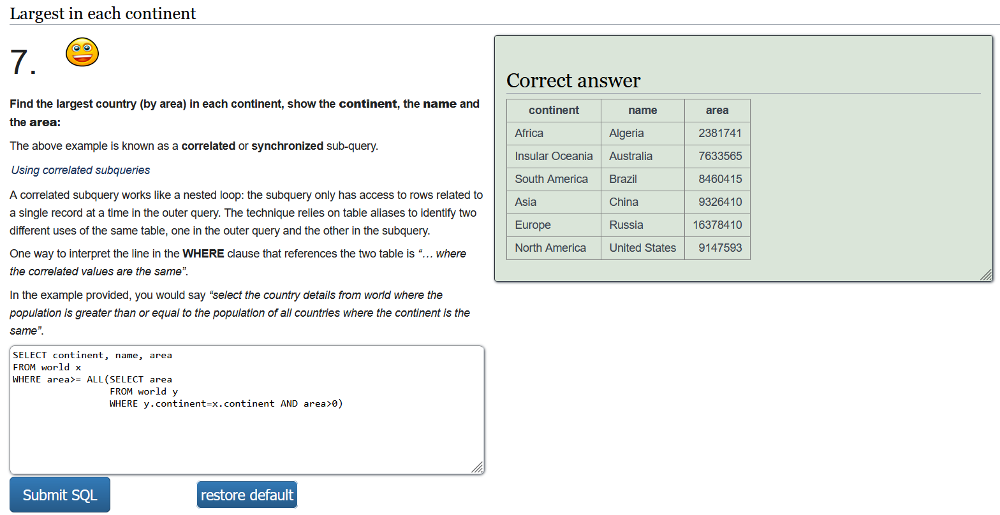 Largest in each continent
7.
Find the largest country (by area) in each continent, show the continent, the name and
the area:
The above example is known as a correlated or synchronized sub-query.
Using correlated subqueries
A correlated subquery works like a nested loop: the subquery only has access to rows related to
a single record at a time in the outer query. The technique relies on table aliases to identify two
different uses of the same table, one in the outer query and the other in the subquery.
One way to interpret the line in the WHERE clause that references the two table is “… where
the correlated values are the same”.
In the example provided, you would say “select the country details from world where the
population is greater than or equal to the population of all countries where the continent is the
same”.
SELECT continent, name, area
FROM world x
WHERE area>= ALL(SELECT area
FROM world y
WHERE y.continent=x.continent AND area>0)
Submit SQL restore default
Correct answer
continent name area
Africa Algeria 2381741
Insular Oceania Australia 7633565
South America Brazil 8460415
Asia China 9326410
Europe Russia 16378410
North America United States 9147593